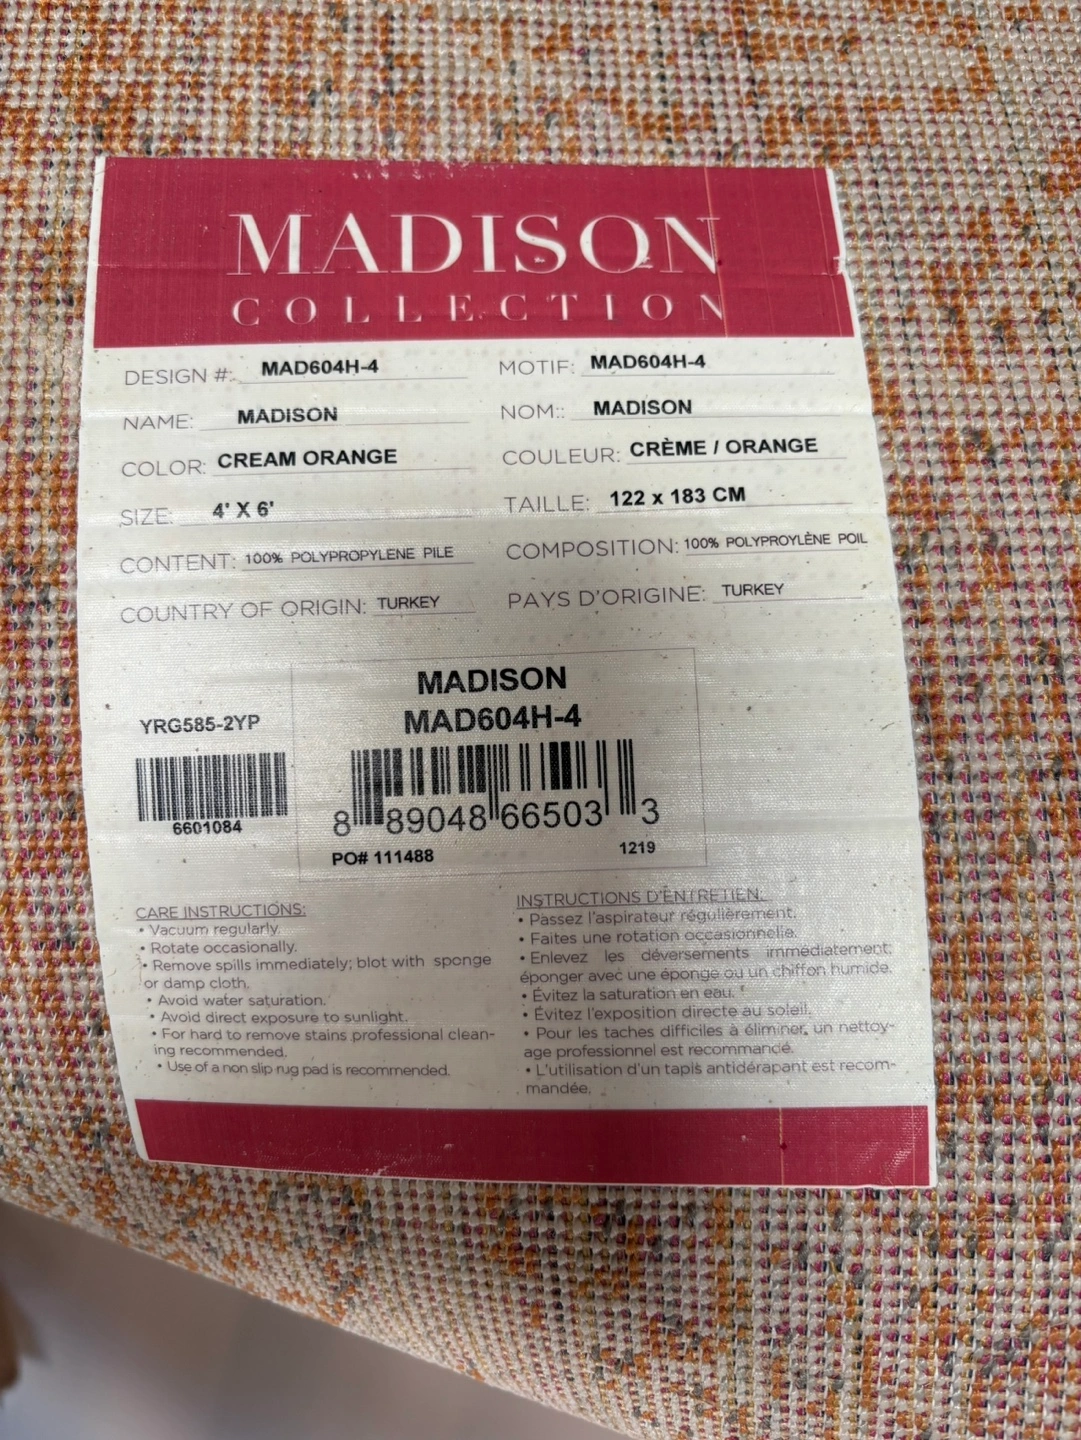 MADISON
COLLECTION
DESIGN #: MAD604H-4
NAME: MADISON
COLOR: CREAM ORANGE
SIZE: 4' X 6'
CONTENT: 100% POLYPROPYLENE PILE
COUNTRY OF ORIGIN: TURKEY
MOTIF: MAD604H-4
NOM:: MADISON
COULEUR: CRÈME / ORANGE
TAILLE: 122 x 183 CM
COMPOSITION: 100% POLYPROYLÈNE POIL
PAYS D'ORIGINE: TURKEY
YRG585-2YP
6601084
MADISON
MAD604H-4
8 89048 66503 3
PO# 111488 1219
CARE INSTRUCTIONS:
• Vacuum regularly.
• Rotate occasionally.
• Remove spills immediately; blot with sponge
or damp cloth.
• Avoid water saturation.
• Avoid direct exposure to sunlight.
• For hard to remove stains professional clean-
ing recommended.
• Use of a non slip rug pad is recommended.
INSTRUCTIONS D'ENTRETIEN:
• Passez l'aspirateur régulièrement.
• Faites une rotation occasionnelle.
• Enlevez les déversements immédiatement;
éponger avec une éponge ou un chiffon humide.
• Évitez la saturation en eau.
• Évitez l'exposition directe au soleil.
• Pour les taches difficiles à éliminer, un nettoy-
age professionnel est recommandé.
• L'utilisation d'un tapis antidérapant est recom-
mandée.